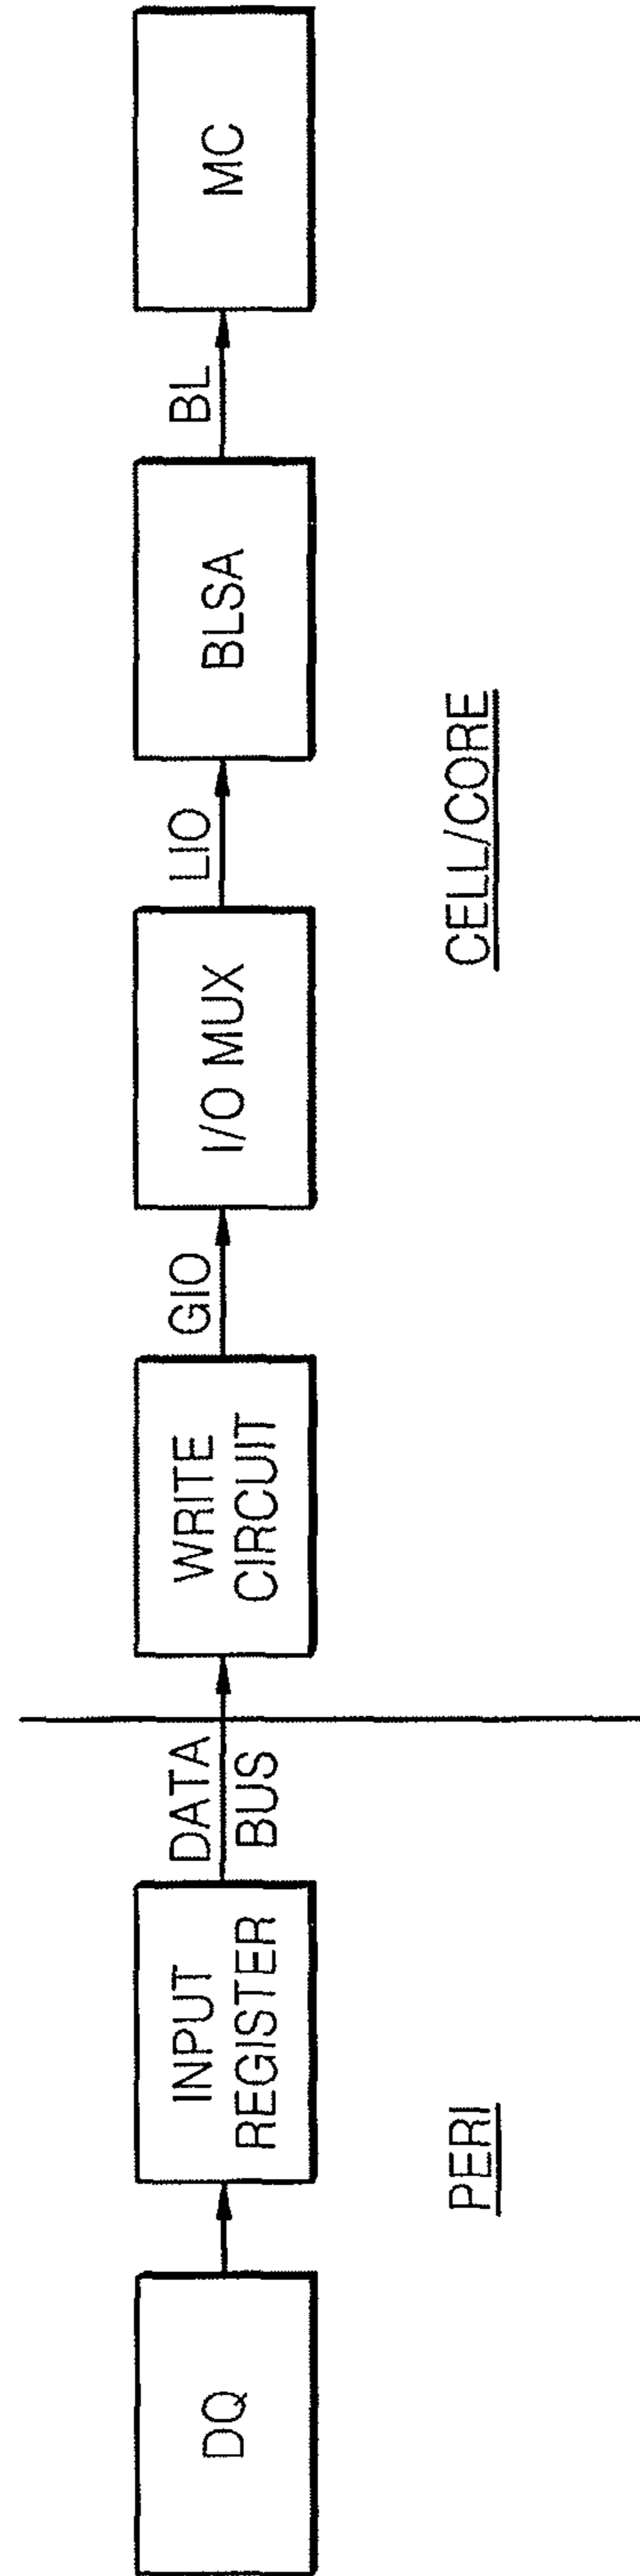 DQ
INPUT
REGISTER
DATA
BUS
WRITE
CIRCUIT
GIO
I/O MUX
LIO
BLSA
BL
MC
PERI
CELL/CORE